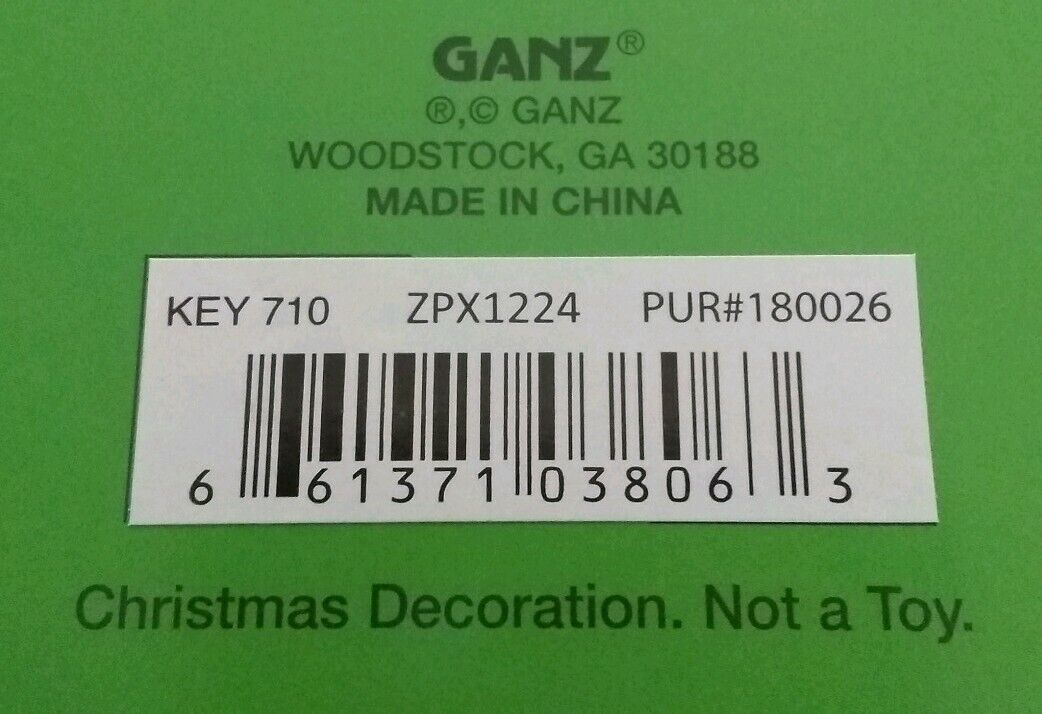 GANZ®
®,© GANZ
WOODSTOCK, GA 30188
MADE IN CHINA
KEY 710 ZPX1224 PUR#180026
6 61371 03806 3
Christmas Decoration. Not a Toy.